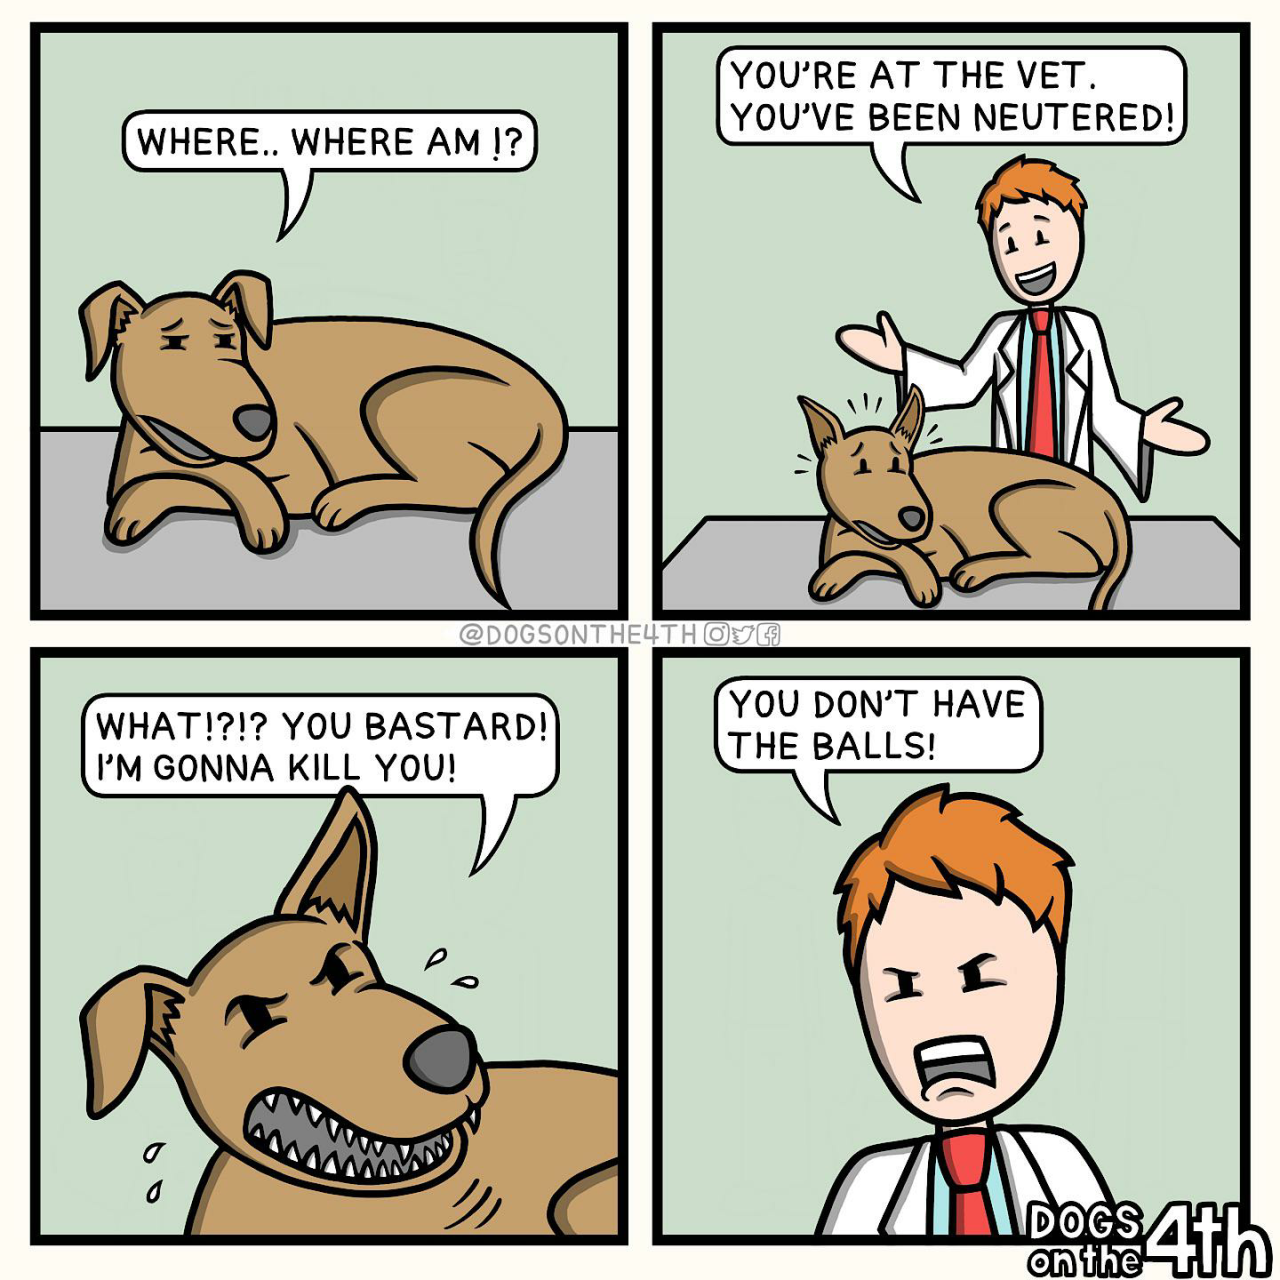 WHERE.. WHERE AM I?
YOU'RE AT THE VET.
YOU'VE BEEN NEUTERED!
@DOGSONTHE4TH
WHAT!?!? YOU BASTARD!
I'M GONNA KILL YOU!
YOU DON'T HAVE
THE BALLS!
DOGS
on the
4th